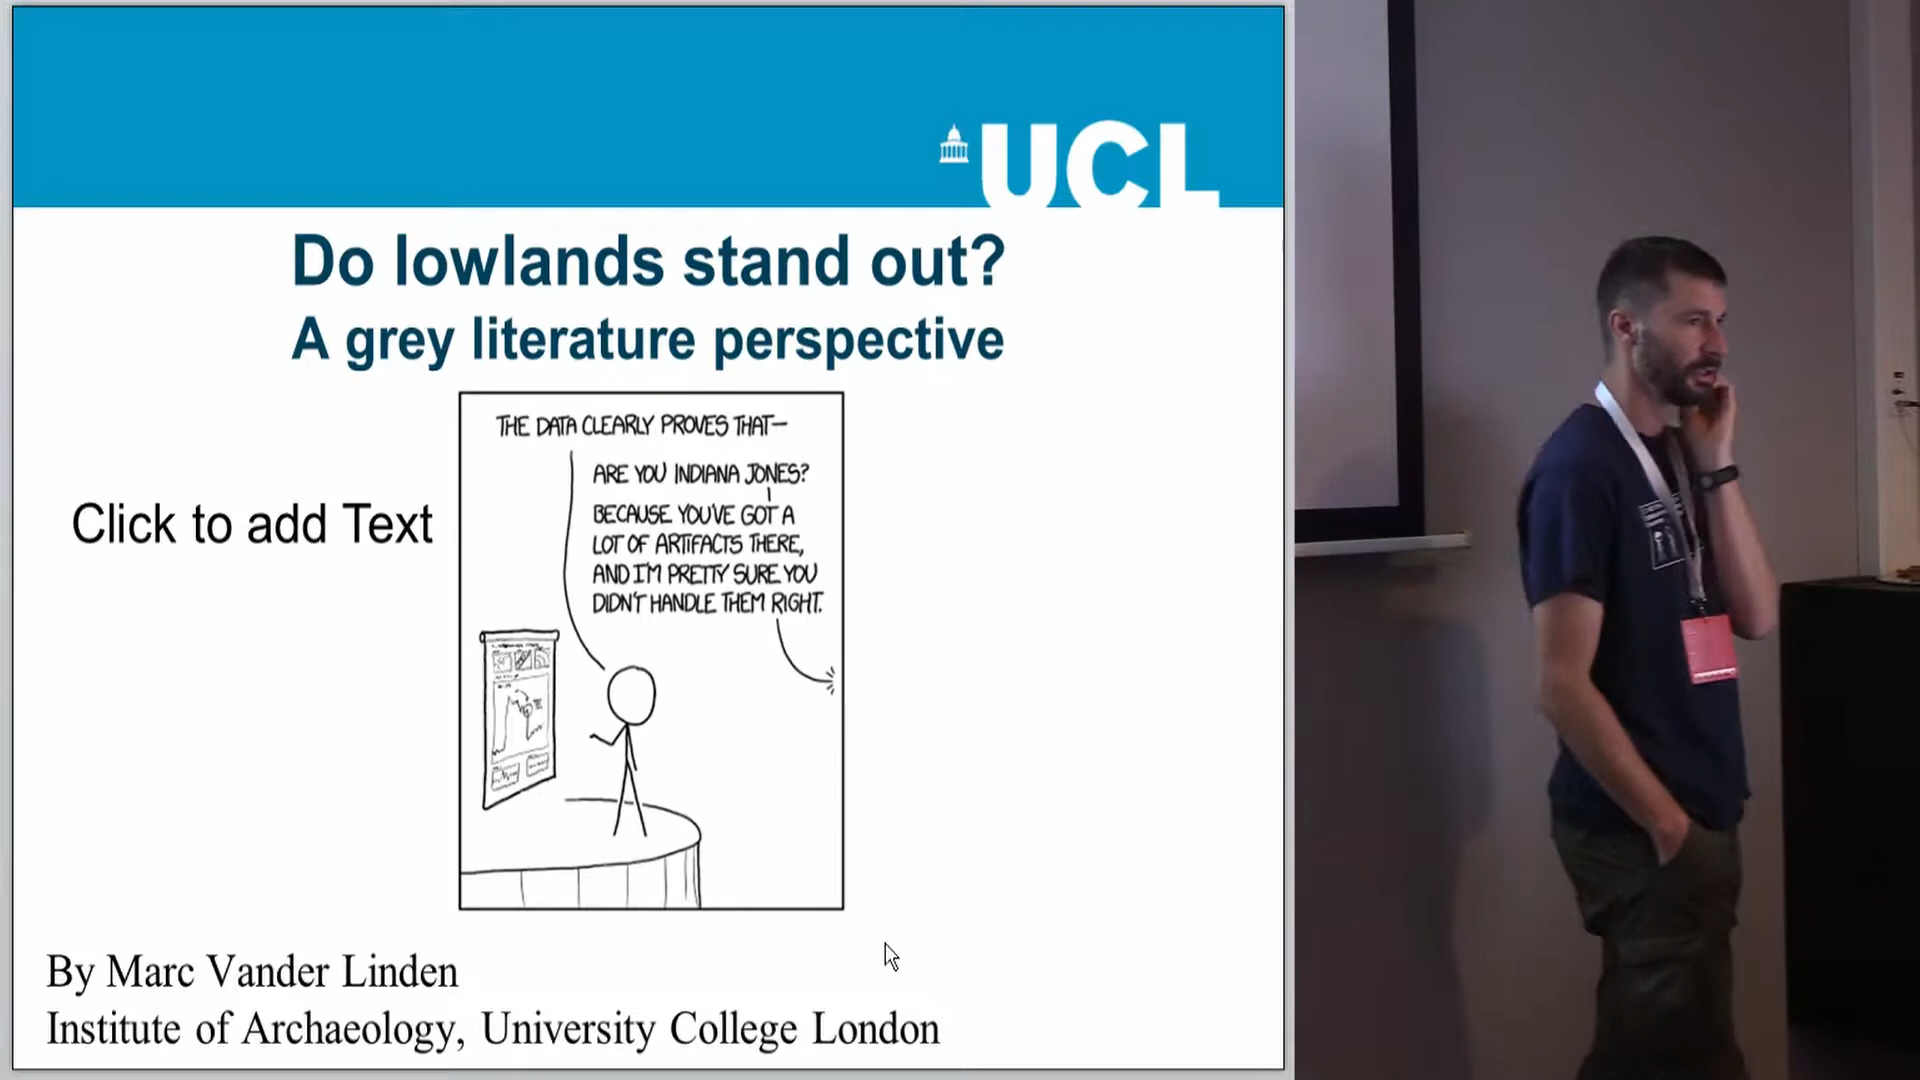 UCL
Do lowlands stand out?
A grey literature perspective
THE DATA CLEARLY PROVES THAT—
ARE YOU INDIANA JONES?
BECAUSE YOU'VE GOT A
LOT OF ARTIFACTS THERE,
AND I'M PRETTY SURE YOU
DIDN'T HANDLE THEM RIGHT.
Click to add Text
By Marc Vander Linden
Institute of Archaeology, University College London